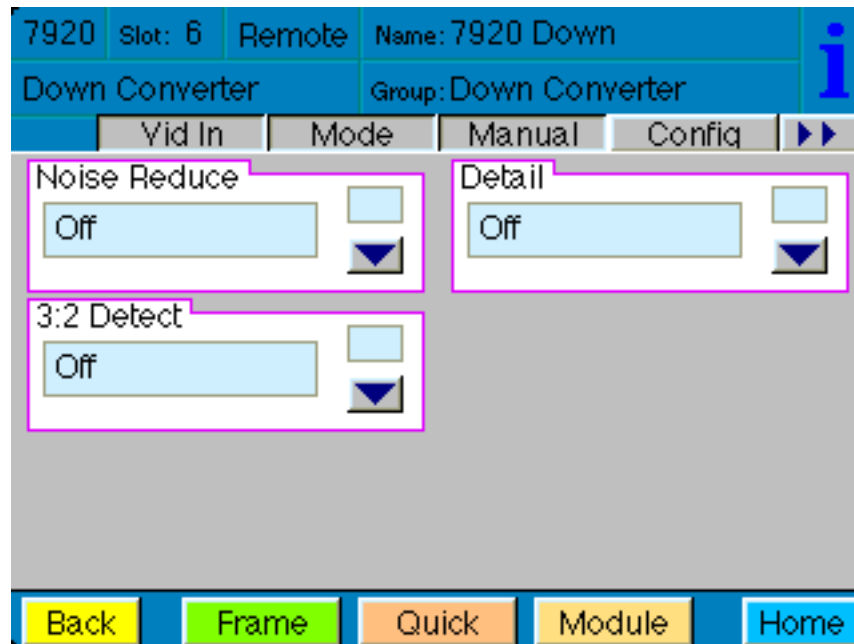 7920 Slot: 6 Remote Name: 7920 Down
Down Converter Group: Down Converter
Vid In Mode Manual Config
Noise Reduce Detail
Off Off
3:2 Detect
Off
Back Frame Quick Module Home